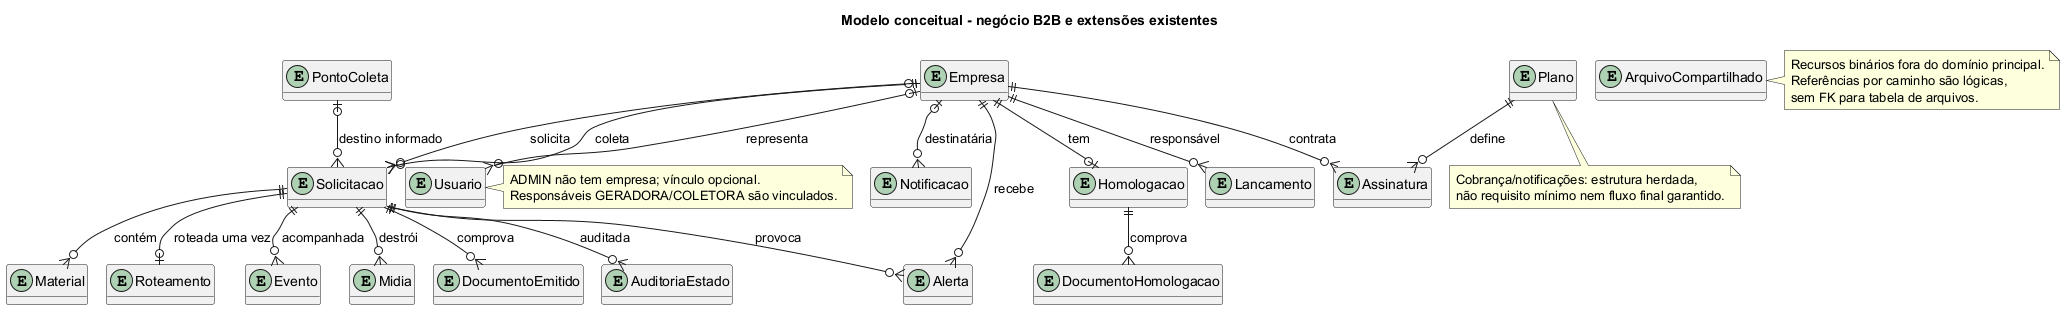 Modelo conceitual - negócio B2B e extensões existentes
Recursos binários fora do domínio principal.
Referências por caminho são lógicas,
sem FK para tabela de arquivos.
E PontoColeta
E Empresa
E Plano
E ArquivoCompartilhado
destino informado
solicita
coleta
representa
destinatária
tem
responsável
contrata
define
E Solicitacao
E Usuario
ADMIN não tem empresa; vínculo opcional.
Responsáveis GERADORA/COLETORA são vinculados.
E Notificacao
recebe
E Homologacao
E Lancamento
E Assinatura
Cobrança/notificações: estrutura herdada,
não requisito mínimo nem fluxo final garantido.
contém
roteada uma vez
acompanhada
destrói
comprova
auditada
provoca
comprova
E Material
E Roteamento
E Evento
E Midia
E DocumentoEmitido
E AuditoriaEstado
E Alerta
E DocumentoHomologacao